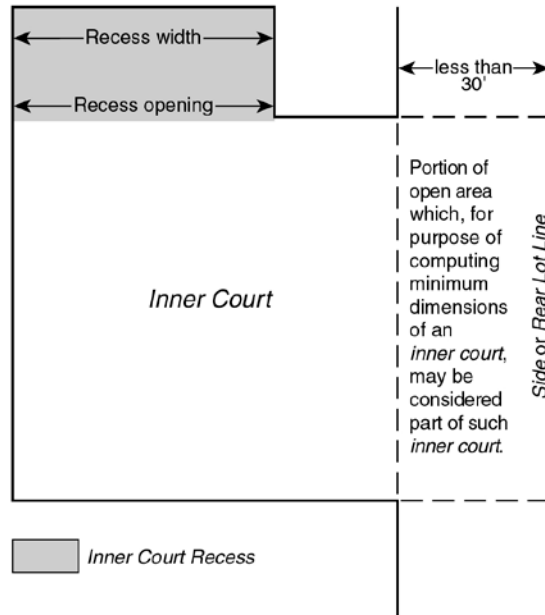 Recess width
less than
30'
Recess opening
Portion of
open area
which, for
purpose of
computing
minimum
dimensions
of an
inner court,
may be
considered
part of such
inner court.
Side or Rear Lot Line
Inner Court
Inner Court Recess